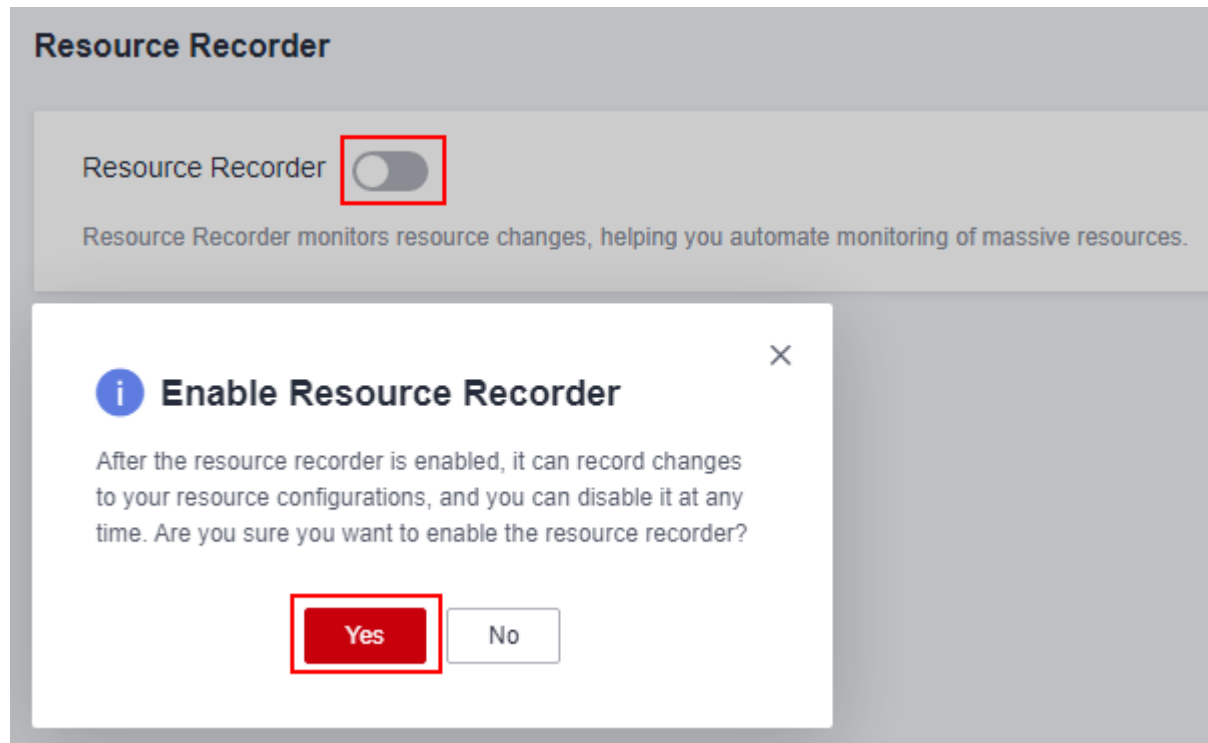 Resource Recorder
Resource Recorder
Resource Recorder monitors resource changes, helping you automate monitoring of massive resources.
i Enable Resource Recorder
After the resource recorder is enabled, it can record changes
to your resource configurations, and you can disable it at any
time. Are you sure you want to enable the resource recorder?
Yes No